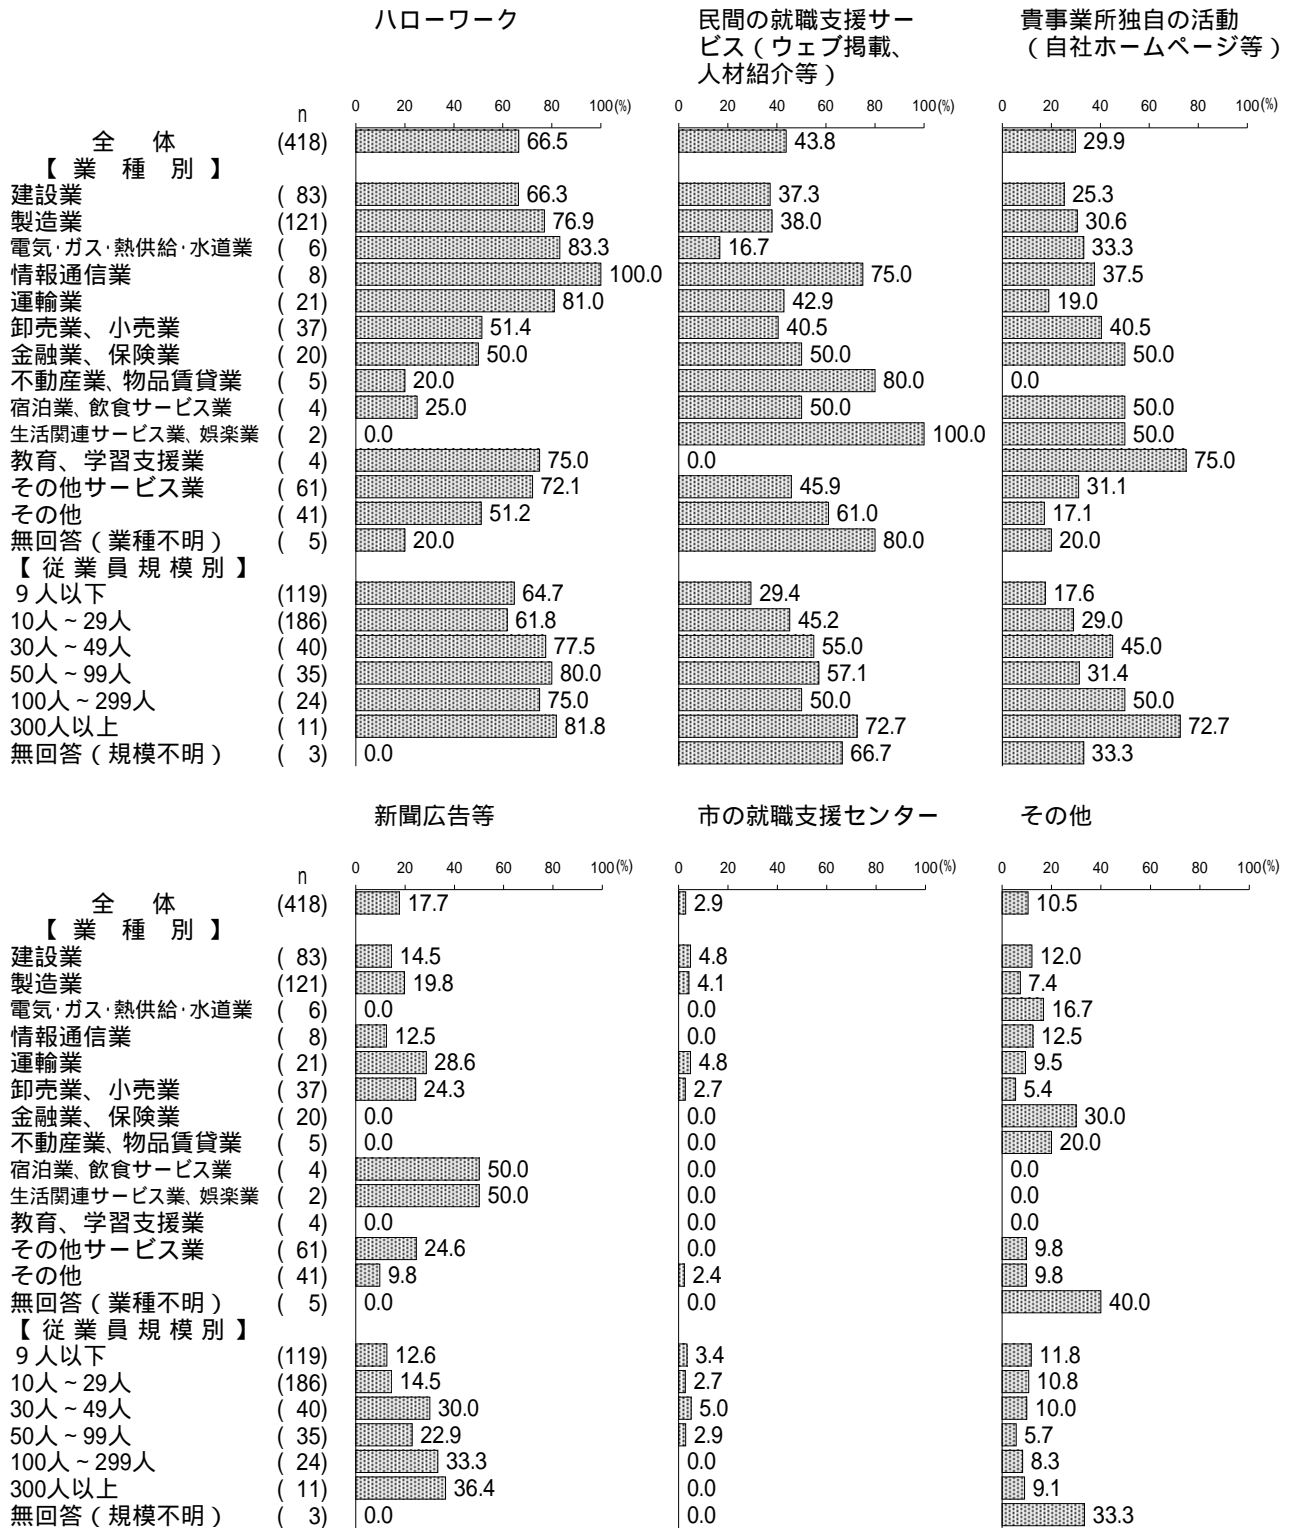 ハローワーク 民間の就職支援サー 貴事業所独自の活動
ビス（ウェブ掲載、 （自社ホームページ等）
人材紹介等）
n 0 20 40 60 80 100(%) 0 20 40 60 80 100(%) 0 20 40 60 80 100(%)
全 体 (418) 66.5 43.8 29.9
【業種別】
建設業 ( 83) 66.3 37.3 25.3
製造業 (121) 76.9 38.0 30.6
電気・ガス・熱供給・水道業 ( 6) 83.3 16.7 33.3
情報通信業 ( 8) 100.0 75.0 37.5
運輸業 ( 21) 81.0 42.9 19.0
卸売業、小売業 ( 37) 51.4 40.5 40.5
金融業、保険業 ( 20) 50.0 50.0 50.0
不動産業、物品賃貸業 ( 5) 20.0 80.0 0.0
宿泊業、飲食サービス業 ( 4) 25.0 50.0 50.0
生活関連サービス業、娯楽業 ( 2) 0.0 100.0 50.0
教育、学習支援業 ( 4) 75.0 0.0 75.0
その他サービス業 ( 61) 72.1 45.9 31.1
その他 ( 41) 51.2 61.0 17.1
無回答（業種不明） ( 5) 20.0 80.0 20.0
【従業員規模別】
９人以下 (119) 64.7 29.4 17.6
10人～29人 (186) 61.8 45.2 29.0
30人～49人 ( 40) 77.5 55.0 45.0
50人～99人 ( 35) 80.0 57.1 31.4
100人～299人 ( 24) 75.0 50.0 50.0
300人以上 ( 11) 81.8 72.7 72.7
無回答（規模不明） ( 3) 0.0 66.7 33.3
新聞広告等 市の就職支援センター その他
n 0 20 40 60 80 100(%) 0 20 40 60 80 100(%) 0 20 40 60 80 100(%)
全 体 (418) 17.7 2.9 10.5
【業種別】
建設業 ( 83) 14.5 4.8 12.0
製造業 (121) 19.8 4.1 7.4
電気・ガス・熱供給・水道業 ( 6) 0.0 0.0 16.7
情報通信業 ( 8) 12.5 0.0 12.5
運輸業 ( 21) 28.6 4.8 9.5
卸売業、小売業 ( 37) 24.3 2.7 5.4
金融業、保険業 ( 20) 0.0 0.0 30.0
不動産業、物品賃貸業 ( 5) 0.0 0.0 20.0
宿泊業、飲食サービス業 ( 4) 50.0 0.0 0.0
生活関連サービス業、娯楽業 ( 2) 50.0 0.0 0.0
教育、学習支援業 ( 4) 0.0 0.0 0.0
その他サービス業 ( 61) 24.6 0.0 9.8
その他 ( 41) 9.8 2.4 9.8
無回答（業種不明） ( 5) 0.0 0.0 40.0
【従業員規模別】
９人以下 (119) 12.6 3.4 11.8
10人～29人 (186) 14.5 2.7 10.8
30人～49人 ( 40) 30.0 5.0 10.0
50人～99人 ( 35) 22.9 2.9 5.7
100人～299人 ( 24) 33.3 0.0 8.3
300人以上 ( 11) 36.4 0.0 9.1
無回答（規模不明） ( 3) 0.0 0.0 33.3